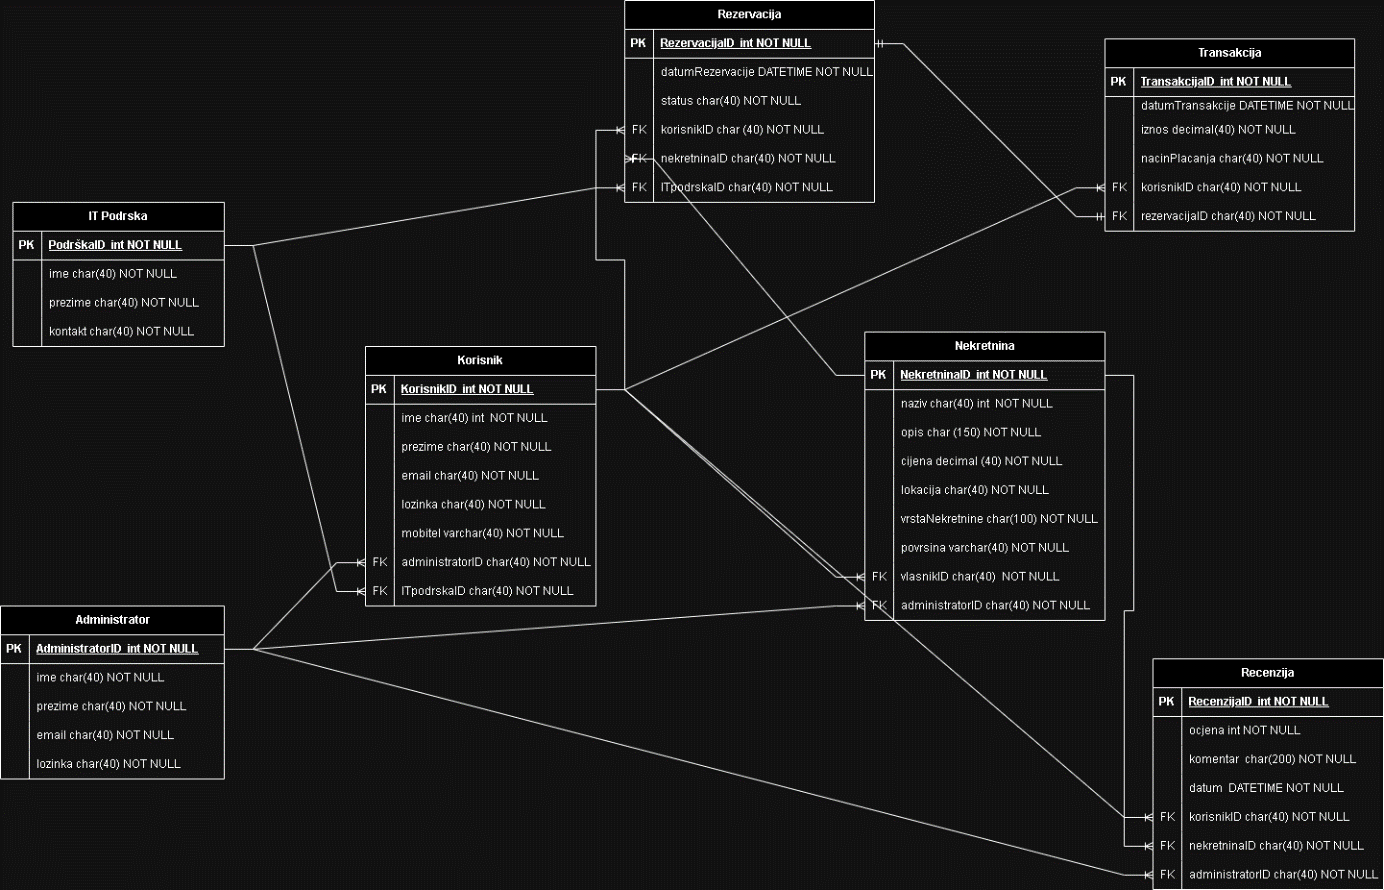 Rezervacija
PK RezervacijaID int NOT NULL
datumRezervacije DATETIME NOT NULL
status char(40) NOT NULL
FK korisnikID char (40) NOT NULL
FK nekretninaID char(40) NOT NULL
FK ITpodrskaID char(40) NOT NULL
Transakcija
PK TransakcijaID int NOT NULL
datumTransakcije DATETIME NOT NULL
iznos decimal(40) NOT NULL
nacinPlacanja char(40) NOT NULL
FK korisnikID char(40) NOT NULL
FK rezervacijaID char(40) NOT NULL
IT Podrska
PK PodrškaID int NOT NULL
ime char(40) NOT NULL
prezime char(40) NOT NULL
kontakt char(40) NOT NULL
Korisnik
PK KorisnikID int NOT NULL
ime char(40) int NOT NULL
prezime char(40) NOT NULL
email char(40) NOT NULL
lozinka char(40) NOT NULL
mobitel varchar(40) NOT NULL
FK administratorID char(40) NOT NULL
FK ITpodrskaID char(40) NOT NULL
Nekretnina
PK NekretninaID int NOT NULL
naziv char(40) int NOT NULL
opis char (150) NOT NULL
cijena decimal (40) NOT NULL
lokacija char(40) NOT NULL
vrstaNekretnine char(100) NOT NULL
povrsina varchar(40) NOT NULL
FK vlasnikID char(40) NOT NULL
FK administratorID char(40) NOT NULL
Administrator
PK AdministratorID int NOT NULL
ime char(40) NOT NULL
prezime char(40) NOT NULL
email char(40) NOT NULL
lozinka char(40) NOT NULL
Recenzija
PK RecenzijaID int NOT NULL
ocjena int NOT NULL
komentar char(200) NOT NULL
datum DATETIME NOT NULL
FK korisnikID char(40) NOT NULL
FK nekretninaID char(40) NOT NULL
FK administratorID char(40) NOT NULL